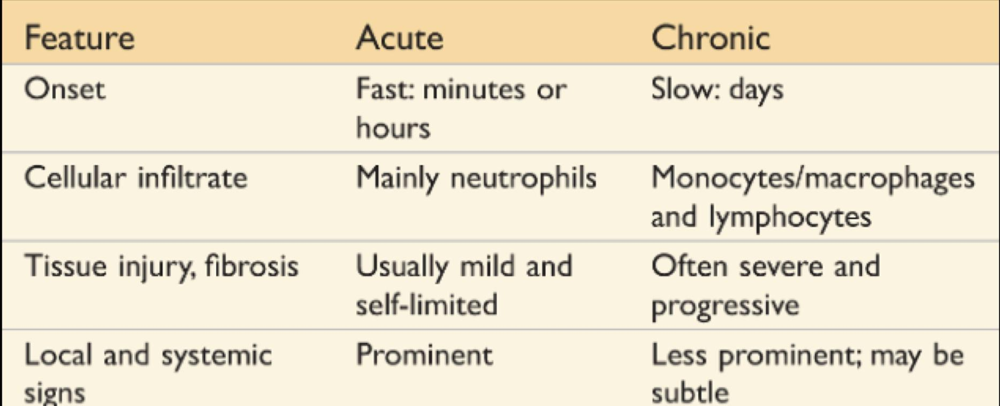 Feature Acute Chronic
Onset Fast: minutes or Slow: days
hours
Cellular infiltrate Mainly neutrophils Monocytes/macrophages
and lymphocytes
Tissue injury, fibrosis Usually mild and Often severe and
self-limited progressive
Local and systemic Prominent Less prominent; may be
signs subtle